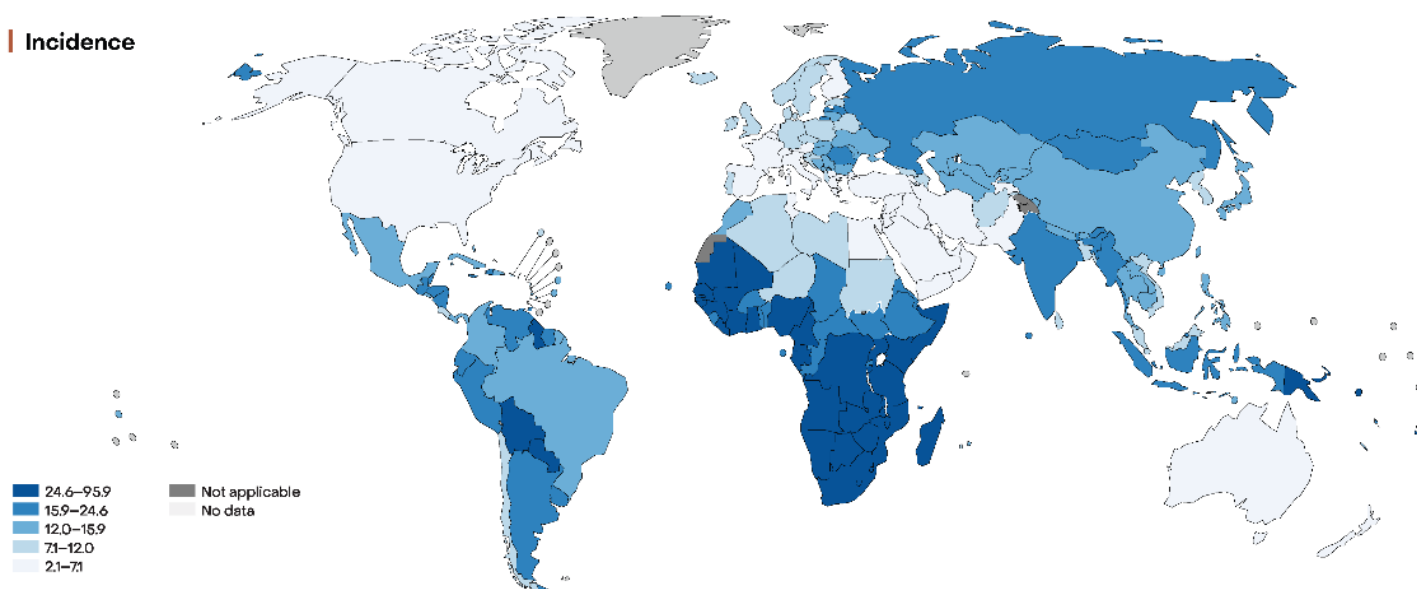 Incidence
24.6–95.9
15.9–24.6
12.0–15.9
7.1–12.0
2.1–7.1
Not applicable
No data